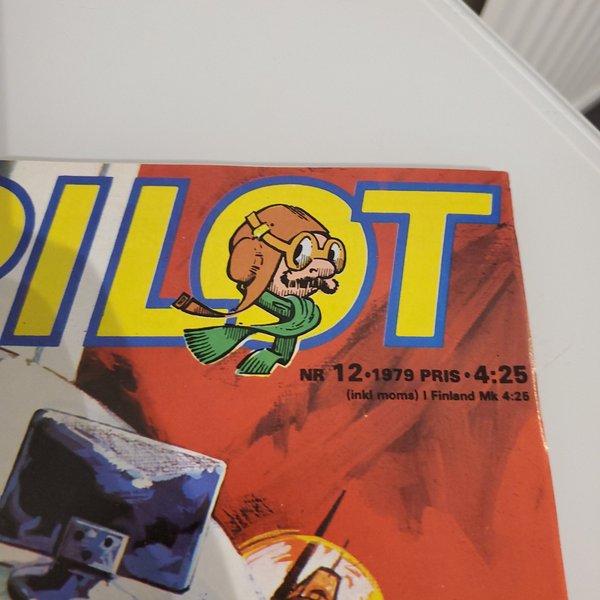 PILOT
NR 12•1979 PRIS•4:25
(inkl moms) I Finland Mk 4:25